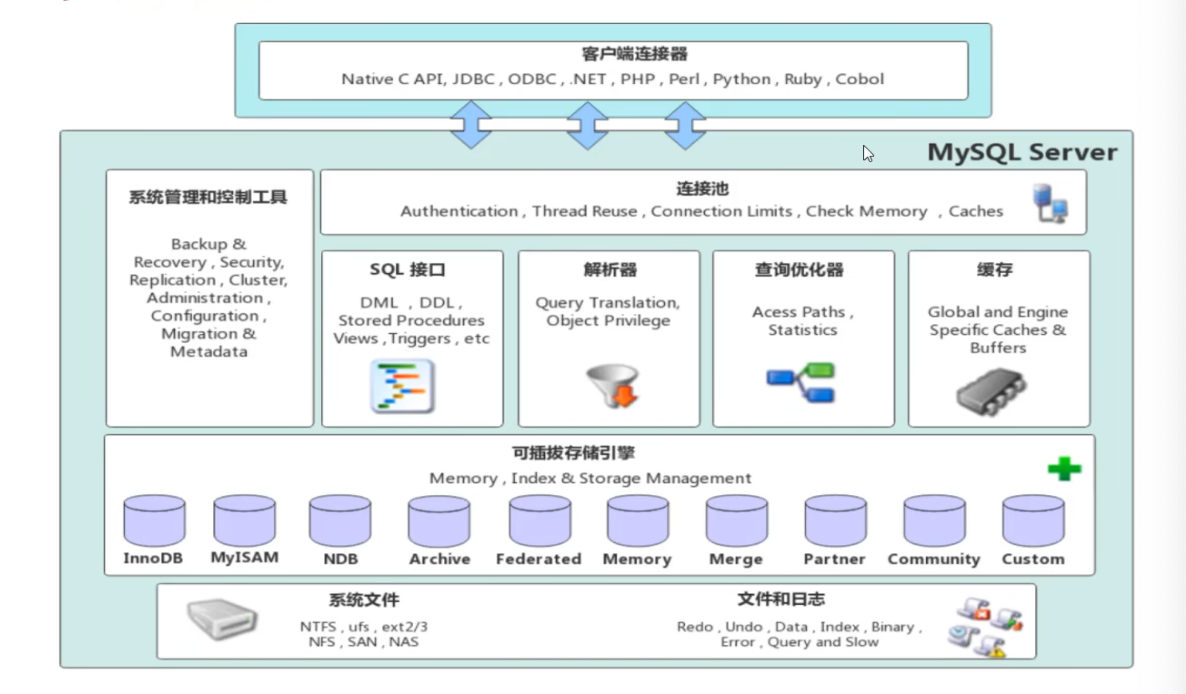 客户端连接器
Native C API, JDBC , ODBC , .NET , PHP , Perl , Python , Ruby , Cobol
MySQL Server
系统管理和控制工具
Backup &
Recovery , Security,
Replication , Cluster,
Administration ,
Configuration ,
Migration &
Metadata
连接池
Authentication , Thread Reuse , Connection Limits , Check Memory , Caches
SQL 接口
DML , DDL ,
Stored Procedures
Views ,Triggers , etc
解析器
Query Translation,
Object Privilege
查询优化器
Acess Paths ,
Statistics
缓存
Global and Engine
Specific Caches &
Buffers
可插拔存储引擎
Memory , Index & Storage Management
InnoDB MyISAM NDB Archive Federated Memory Merge Partner Community Custom
系统文件
NTFS , ufs , ext2/3
NFS , SAN , NAS
文件和日志
Redo , Undo , Data , Index , Binary ,
Error , Query and Slow